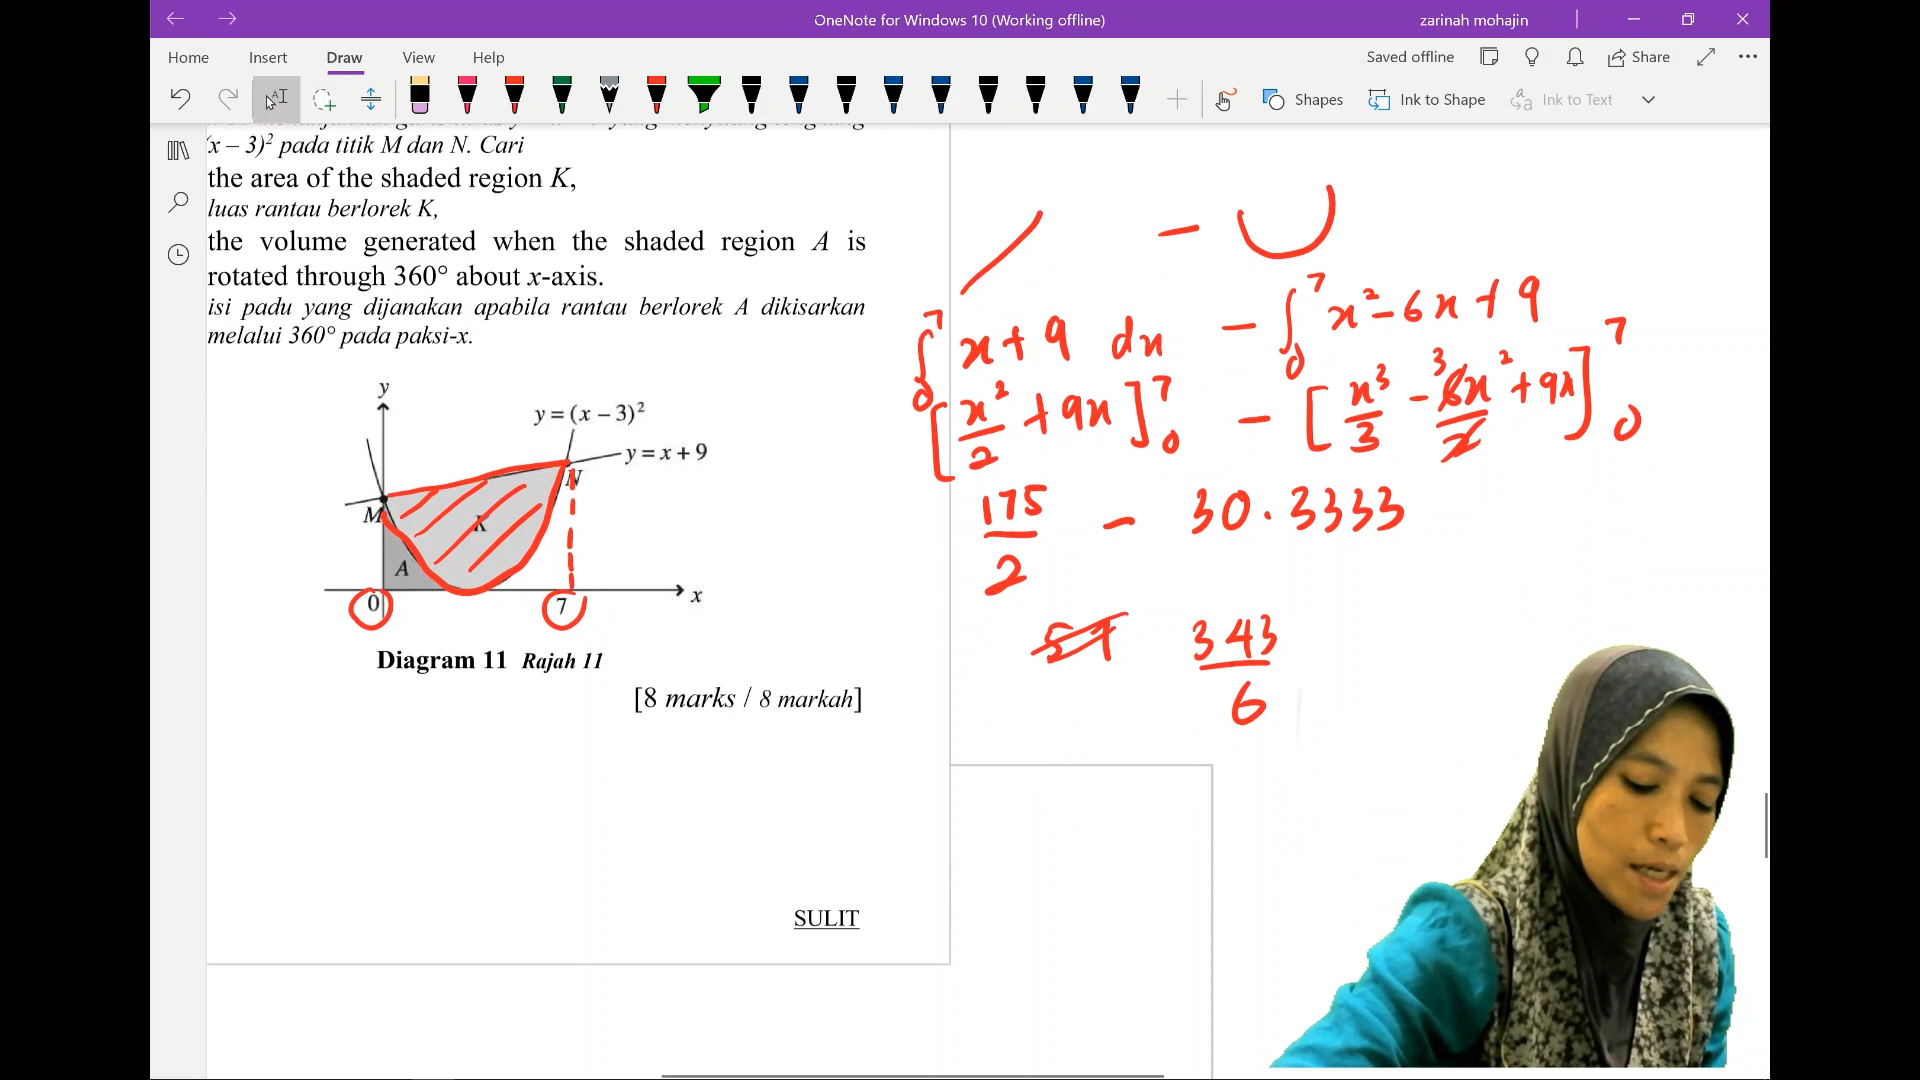 OneNote for Windows 10 (Working offline)
zarinah mohajin
Home Insert Draw View Help
Saved offline
Share
Shapes
Ink to Shape
Ink to Text
(x – 3)² pada titik M dan N. Cari
the area of the shaded region K,
luas rantau berlorek K,
the volume generated when the shaded region A is
rotated through 360° about x-axis.
isi padu yang dijanakan apabila rantau berlorek A dikisarkan
melalui 360° pada paksi-x.
y
y = (x – 3)²
y = x + 9
N
M
K
A
0
7
x
Diagram 11 Rajah 11
[8 marks / 8 markah]
SULIT
–
∫₀⁷ x + 9 dx – ∫₀⁷ x² – 6x + 9
[x²/2 + 9x]₀⁷ – [x³/3 – 3 6x²/2 + 9x]₀⁷
175/2 – 30.3333
343/6